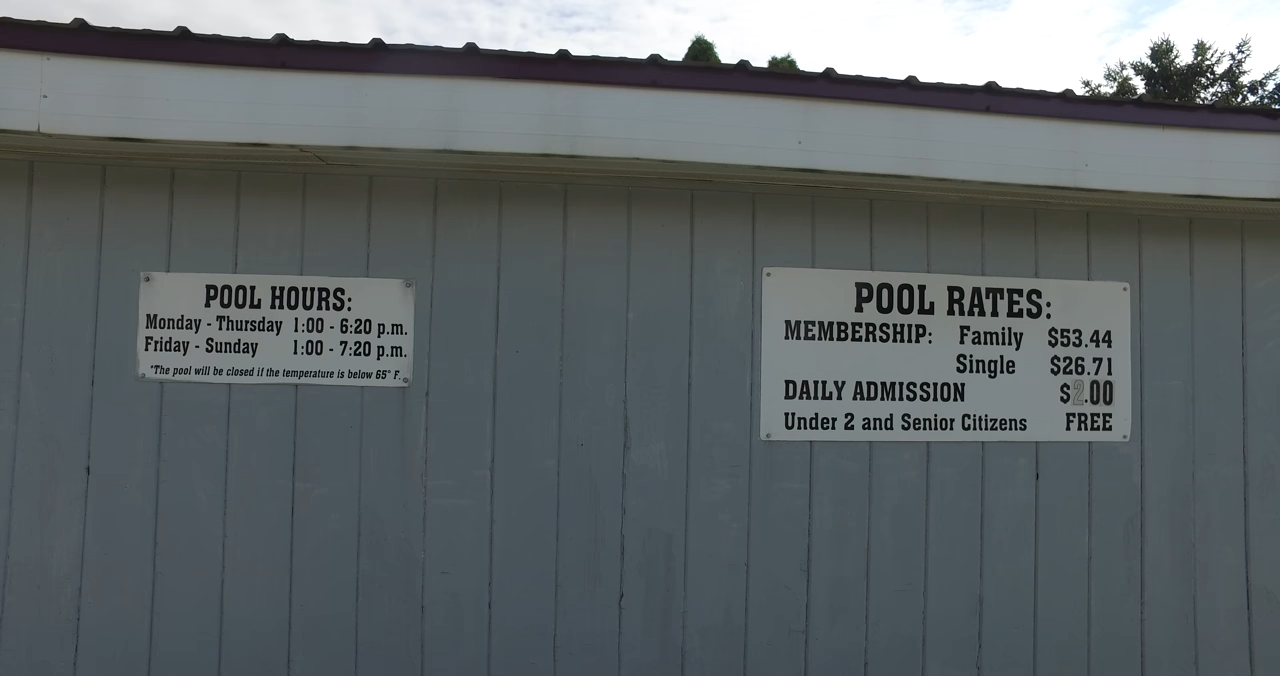 POOL HOURS:
Monday - Thursday 1:00 - 6:20 p.m.
Friday - Sunday 1:00 - 7:20 p.m.
*The pool will be closed if the temperature is below 65° F.
POOL RATES:
MEMBERSHIP: Family $53.44
Single $26.71
DAILY ADMISSION $2.00
Under 2 and Senior Citizens FREE